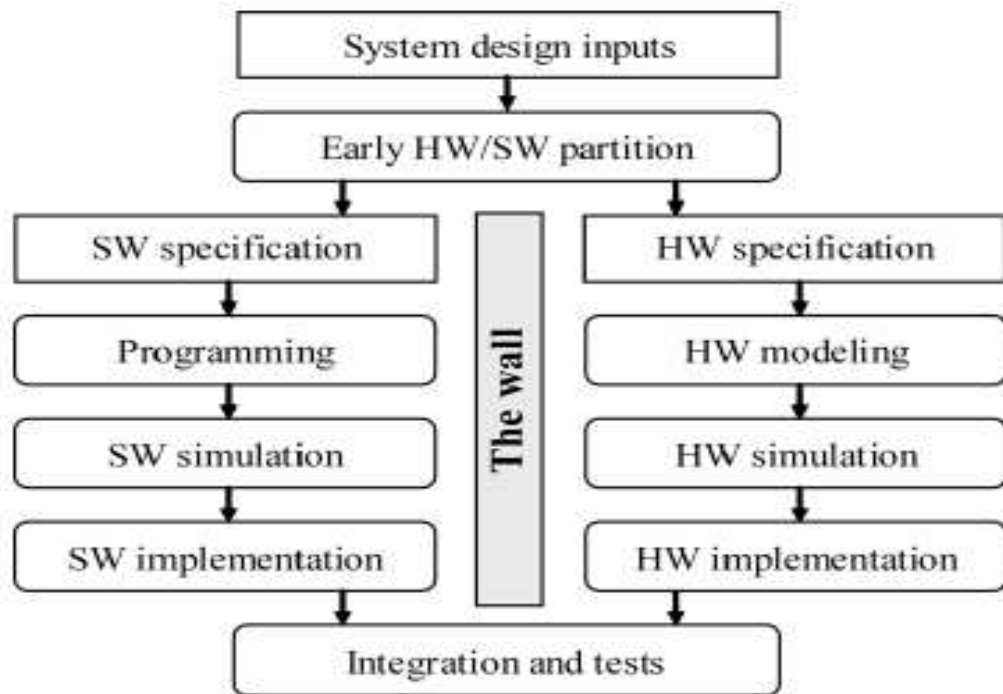 System design inputs
Early HW/SW partition
SW specification
HW specification
Programming
HW modeling
The wall
SW simulation
HW simulation
SW implementation
HW implementation
Integration and tests